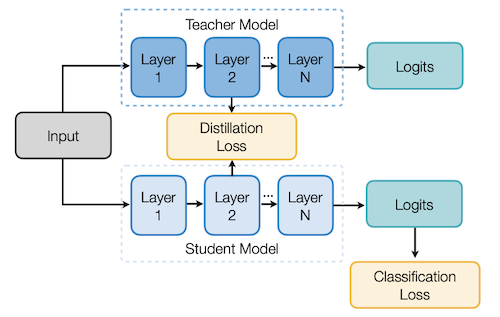 Teacher Model
Layer
1
Layer
2
...
Layer
N
Logits
Input
Distillation
Loss
Layer
1
Layer
2
...
Layer
N
Logits
Student Model
Classification
Loss